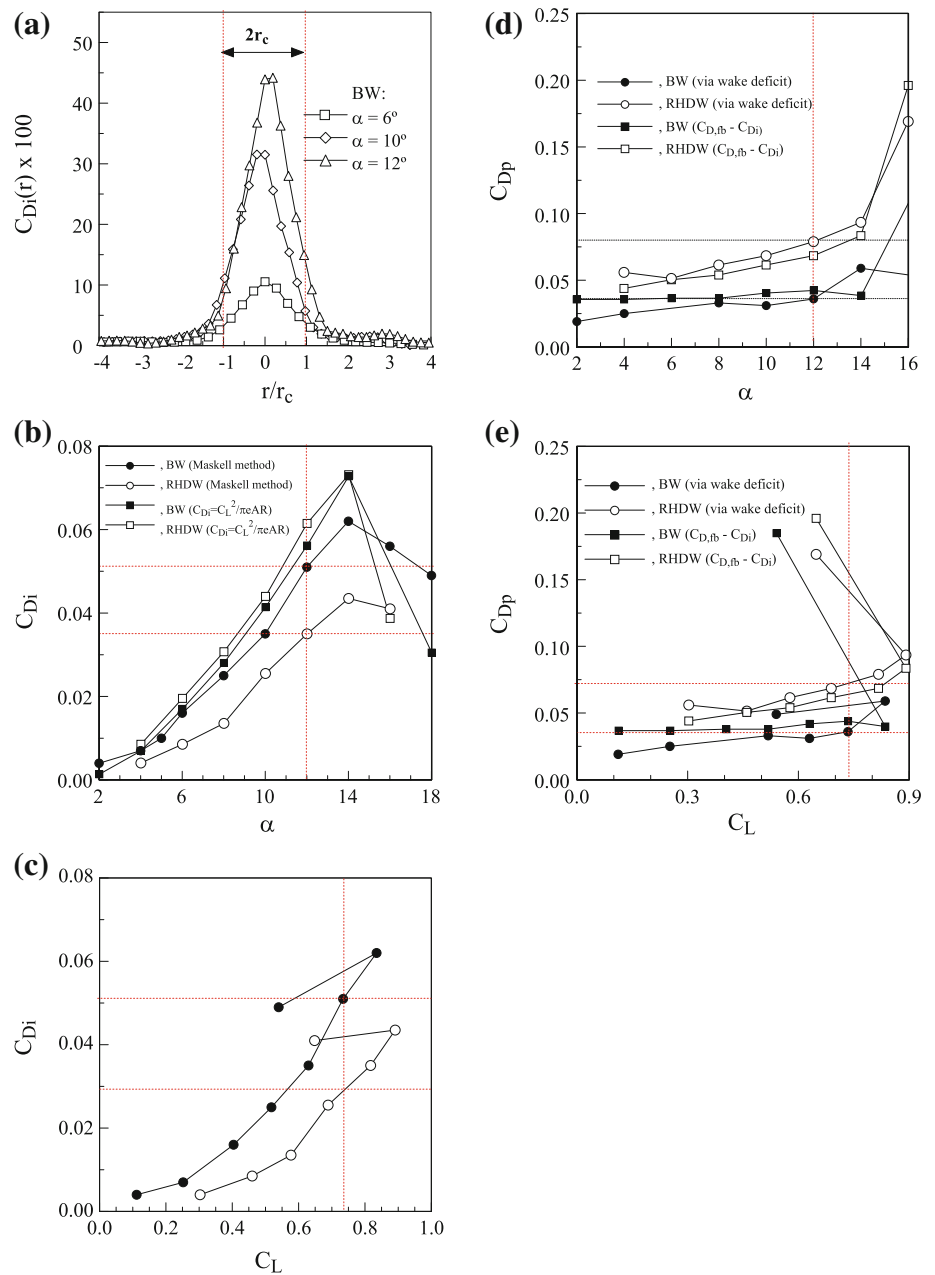 (a)
50
40
30
20
10
0
C_Di(r) x 100
2r_c
BW:
α = 6º
α = 10º
α = 12º
-4 -3 -2 -1 0 1 2 3 4
r/r_c
(b)
0.08
0.06
0.04
0.02
0.00
C_Di
, BW (Maskell method)
, RHDW (Maskell method)
, BW (C_Di=C_L^2/πeAR)
, RHDW (C_Di=C_L^2/πeAR)
2 6 10 14 18
α
(c)
0.08
0.06
0.04
0.02
0.00
C_Di
0.0 0.2 0.4 0.6 0.8 1.0
C_L
(d)
0.25
0.20
0.15
0.10
0.05
0.00
C_Dp
, BW (via wake deficit)
, RHDW (via wake deficit)
, BW (C_D,fb - C_Di)
, RHDW (C_D,fb - C_Di)
2 4 6 8 10 12 14 16
α
(e)
0.25
0.20
0.15
0.10
0.05
0.00
C_Dp
, BW (via wake deficit)
, RHDW (via wake deficit)
, BW (C_D,fb - C_Di)
, RHDW (C_D,fb - C_Di)
0.0 0.3 0.6 0.9
C_L